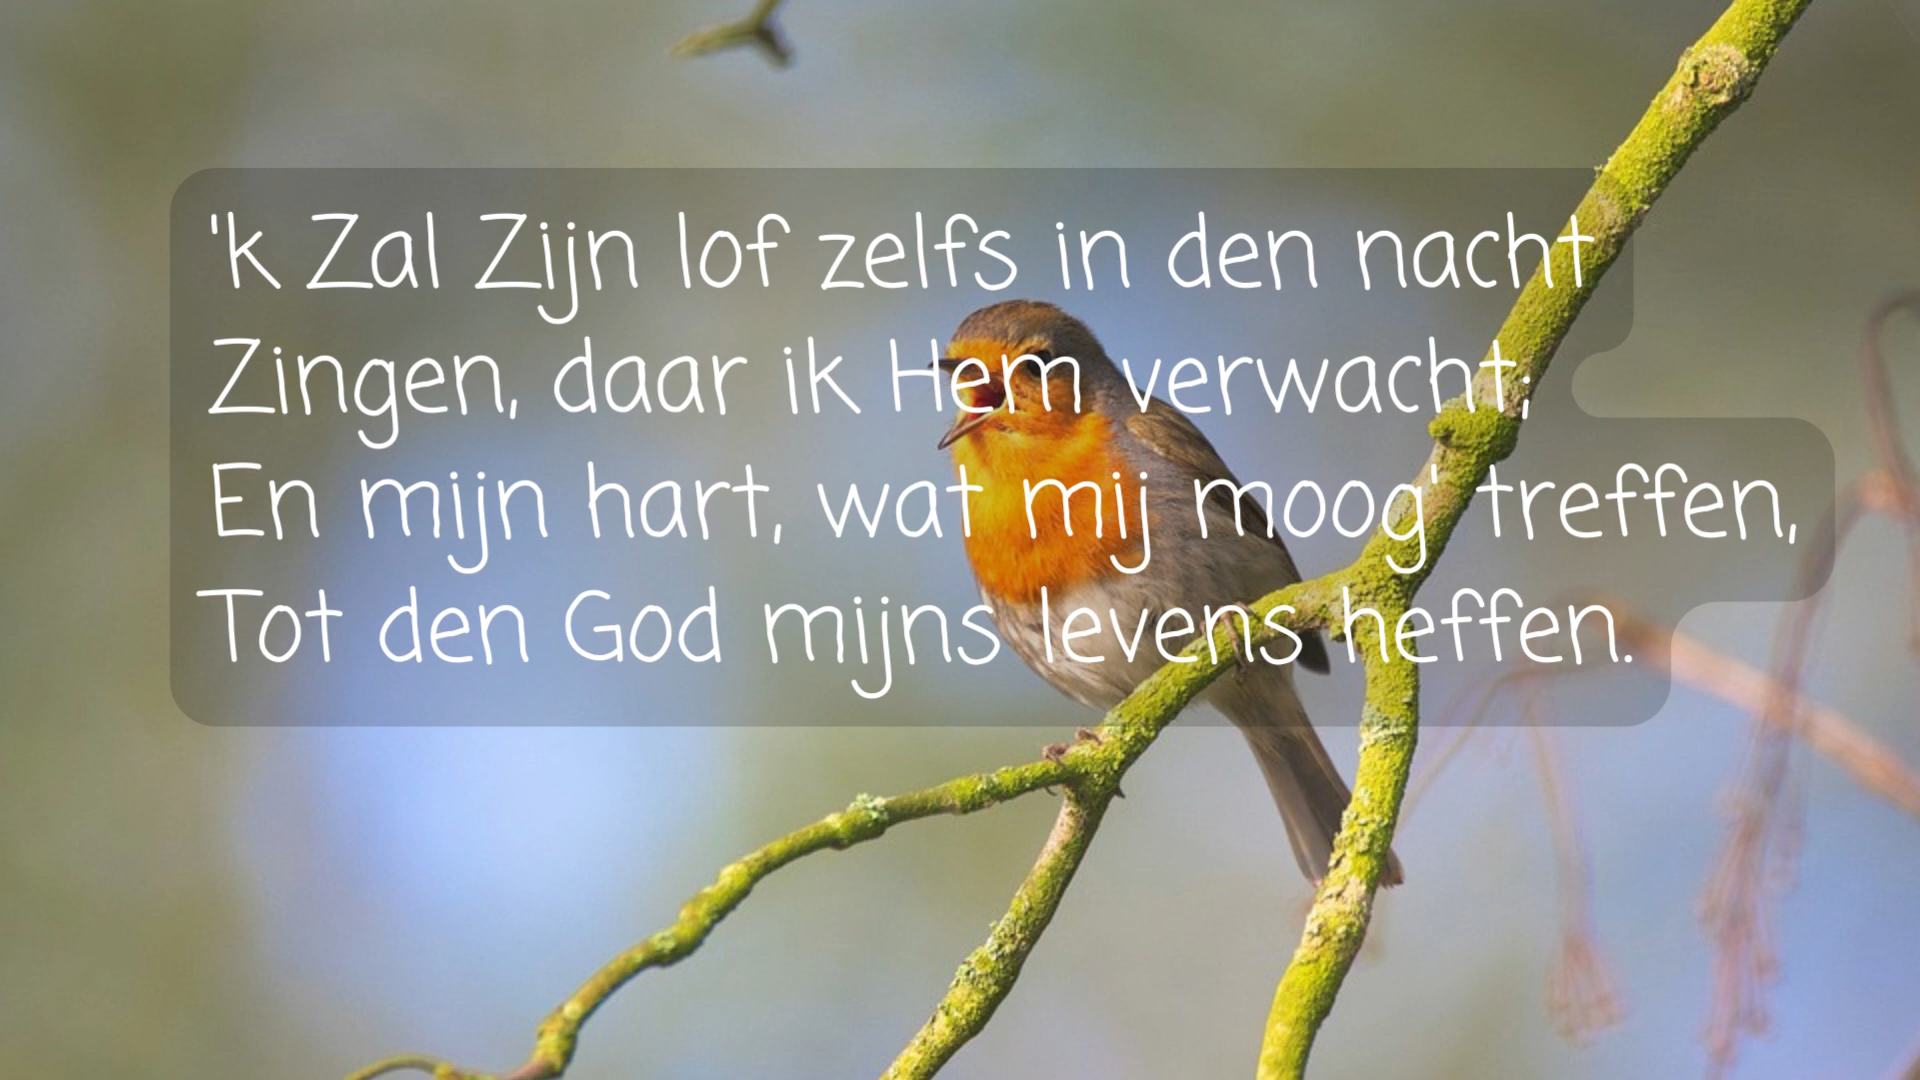 'k Zal Zijn lof zelfs in den nacht
Zingen, daar ik Hem verwacht;
En mijn hart, wat mij moog' treffen,
Tot den God mijns levens heffen.